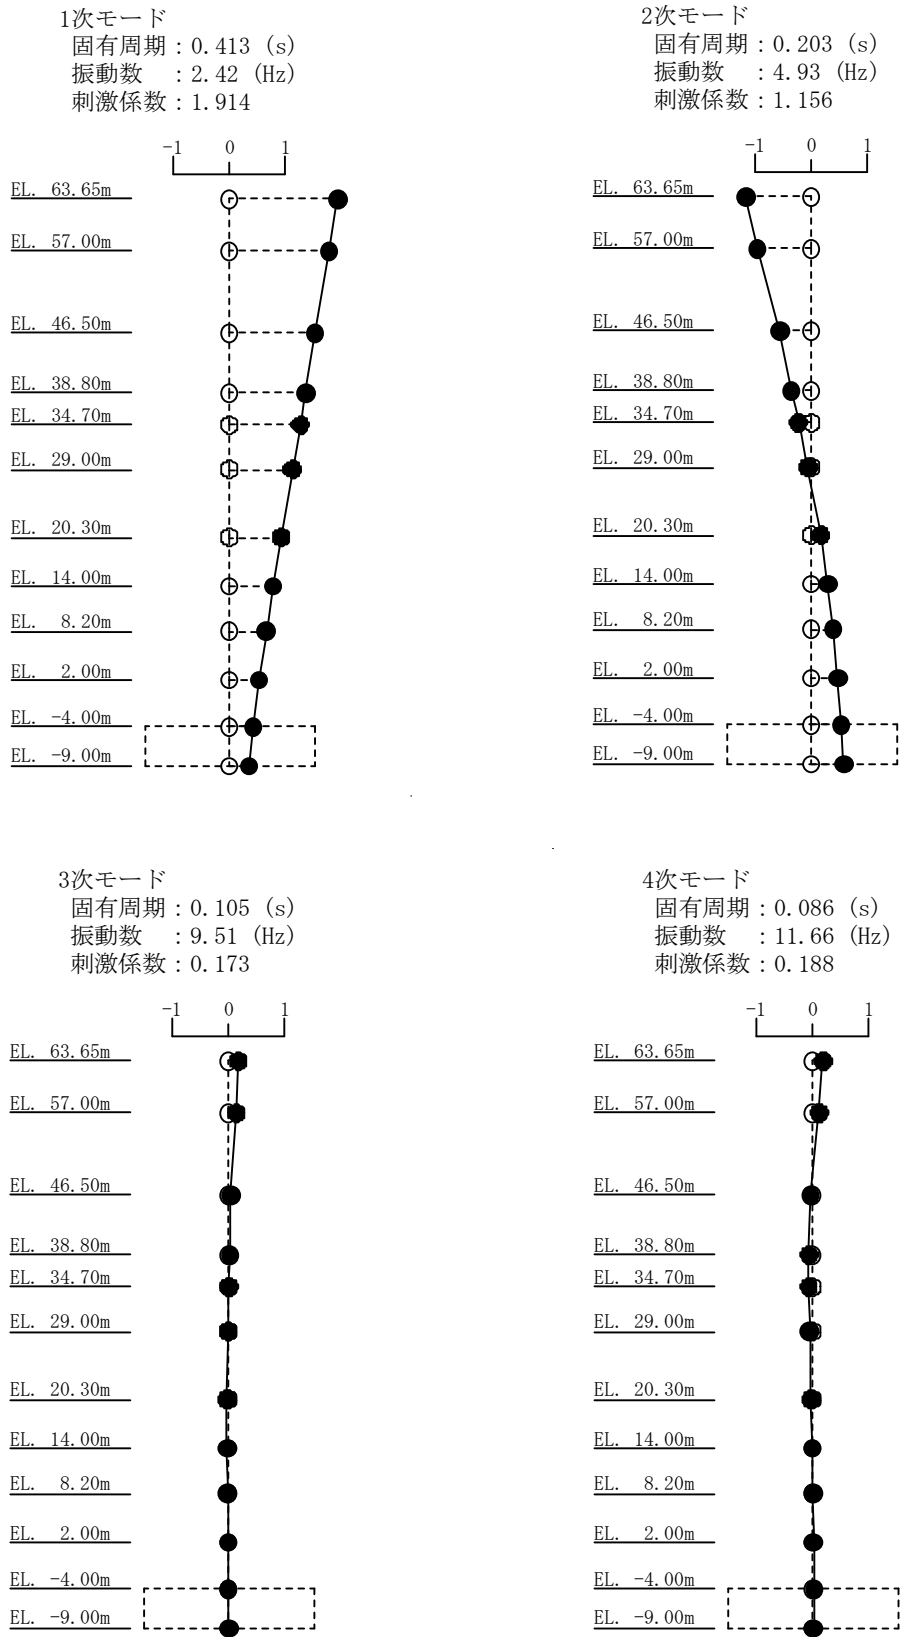 1次モード
固有周期：0.413 (s)
振動数　：2.42 (Hz)
刺激係数：1.914
-1 0 1
EL. 63.65m
EL. 57.00m
EL. 46.50m
EL. 38.80m
EL. 34.70m
EL. 29.00m
EL. 20.30m
EL. 14.00m
EL. 8.20m
EL. 2.00m
EL. -4.00m
EL. -9.00m
2次モード
固有周期：0.203 (s)
振動数　：4.93 (Hz)
刺激係数：1.156
-1 0 1
EL. 63.65m
EL. 57.00m
EL. 46.50m
EL. 38.80m
EL. 34.70m
EL. 29.00m
EL. 20.30m
EL. 14.00m
EL. 8.20m
EL. 2.00m
EL. -4.00m
EL. -9.00m
3次モード
固有周期：0.105 (s)
振動数　：9.51 (Hz)
刺激係数：0.173
-1 0 1
EL. 63.65m
EL. 57.00m
EL. 46.50m
EL. 38.80m
EL. 34.70m
EL. 29.00m
EL. 20.30m
EL. 14.00m
EL. 8.20m
EL. 2.00m
EL. -4.00m
EL. -9.00m
4次モード
固有周期：0.086 (s)
振動数　：11.66 (Hz)
刺激係数：0.188
-1 0 1
EL. 63.65m
EL. 57.00m
EL. 46.50m
EL. 38.80m
EL. 34.70m
EL. 29.00m
EL. 20.30m
EL. 14.00m
EL. 8.20m
EL. 2.00m
EL. -4.00m
EL. -9.00m